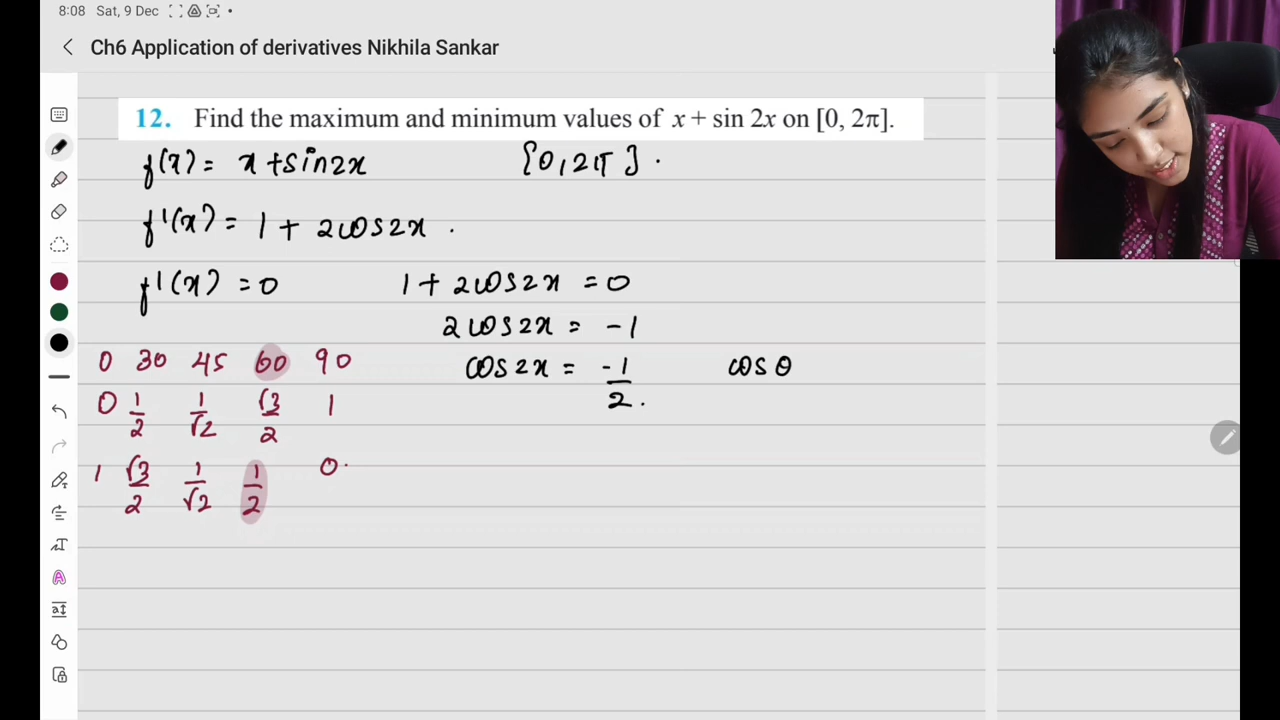 8:08 Sat, 9 Dec
Ch6 Application of derivatives Nikhila Sankar
12. Find the maximum and minimum values of x + sin 2x on [0, 2π].
f(x) = x + sin2x [0, 2π].
f'(x) = 1 + 2cos2x.
f'(x) = 0 1 + 2cos2x = 0
2cos2x = -1
cos2x = -1/2. cos θ
0 30 45 60 90
0 1/2 1/√2 √3/2 1
1 √3/2 1/√2 1/2 0.